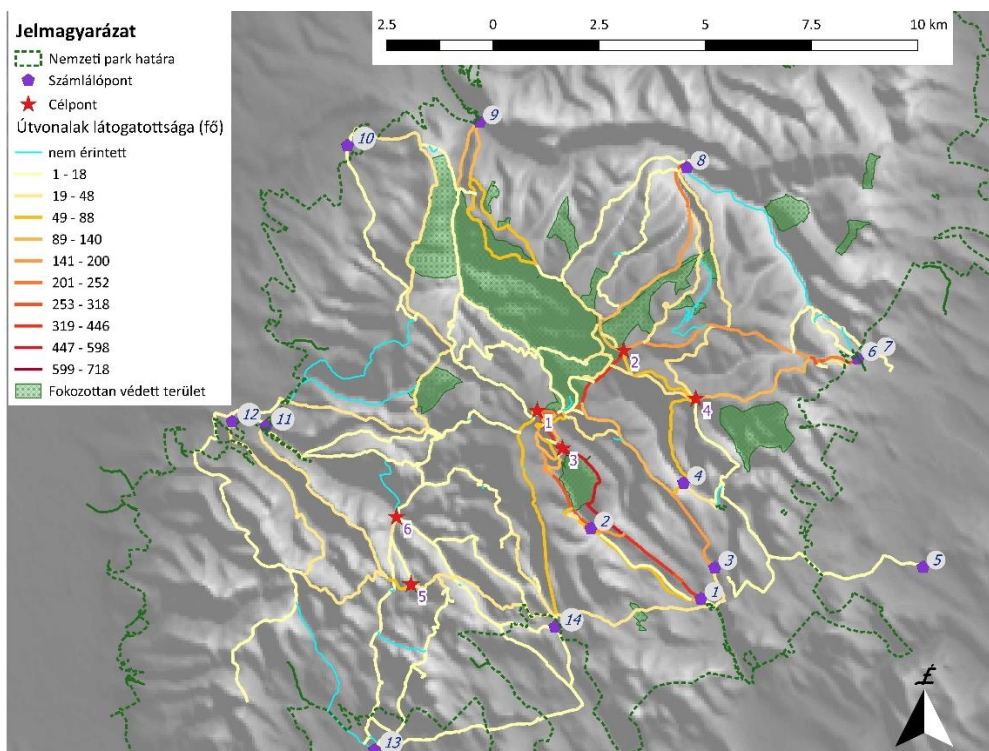 Jelmagyarázat
Nemzeti park határa
Számlálópont
Célpont
Útvonalak látogatottsága (fő)
nem érintett
1 - 18
19 - 48
49 - 88
89 - 140
141 - 200
201 - 252
253 - 318
319 - 446
447 - 598
599 - 718
Fokozottan védett terület
2.5 0 2.5 5 7.5 10 km
9
10
8
2
6 7
4
12 11
1
3
4
6
2
3
5
5
1
14
13